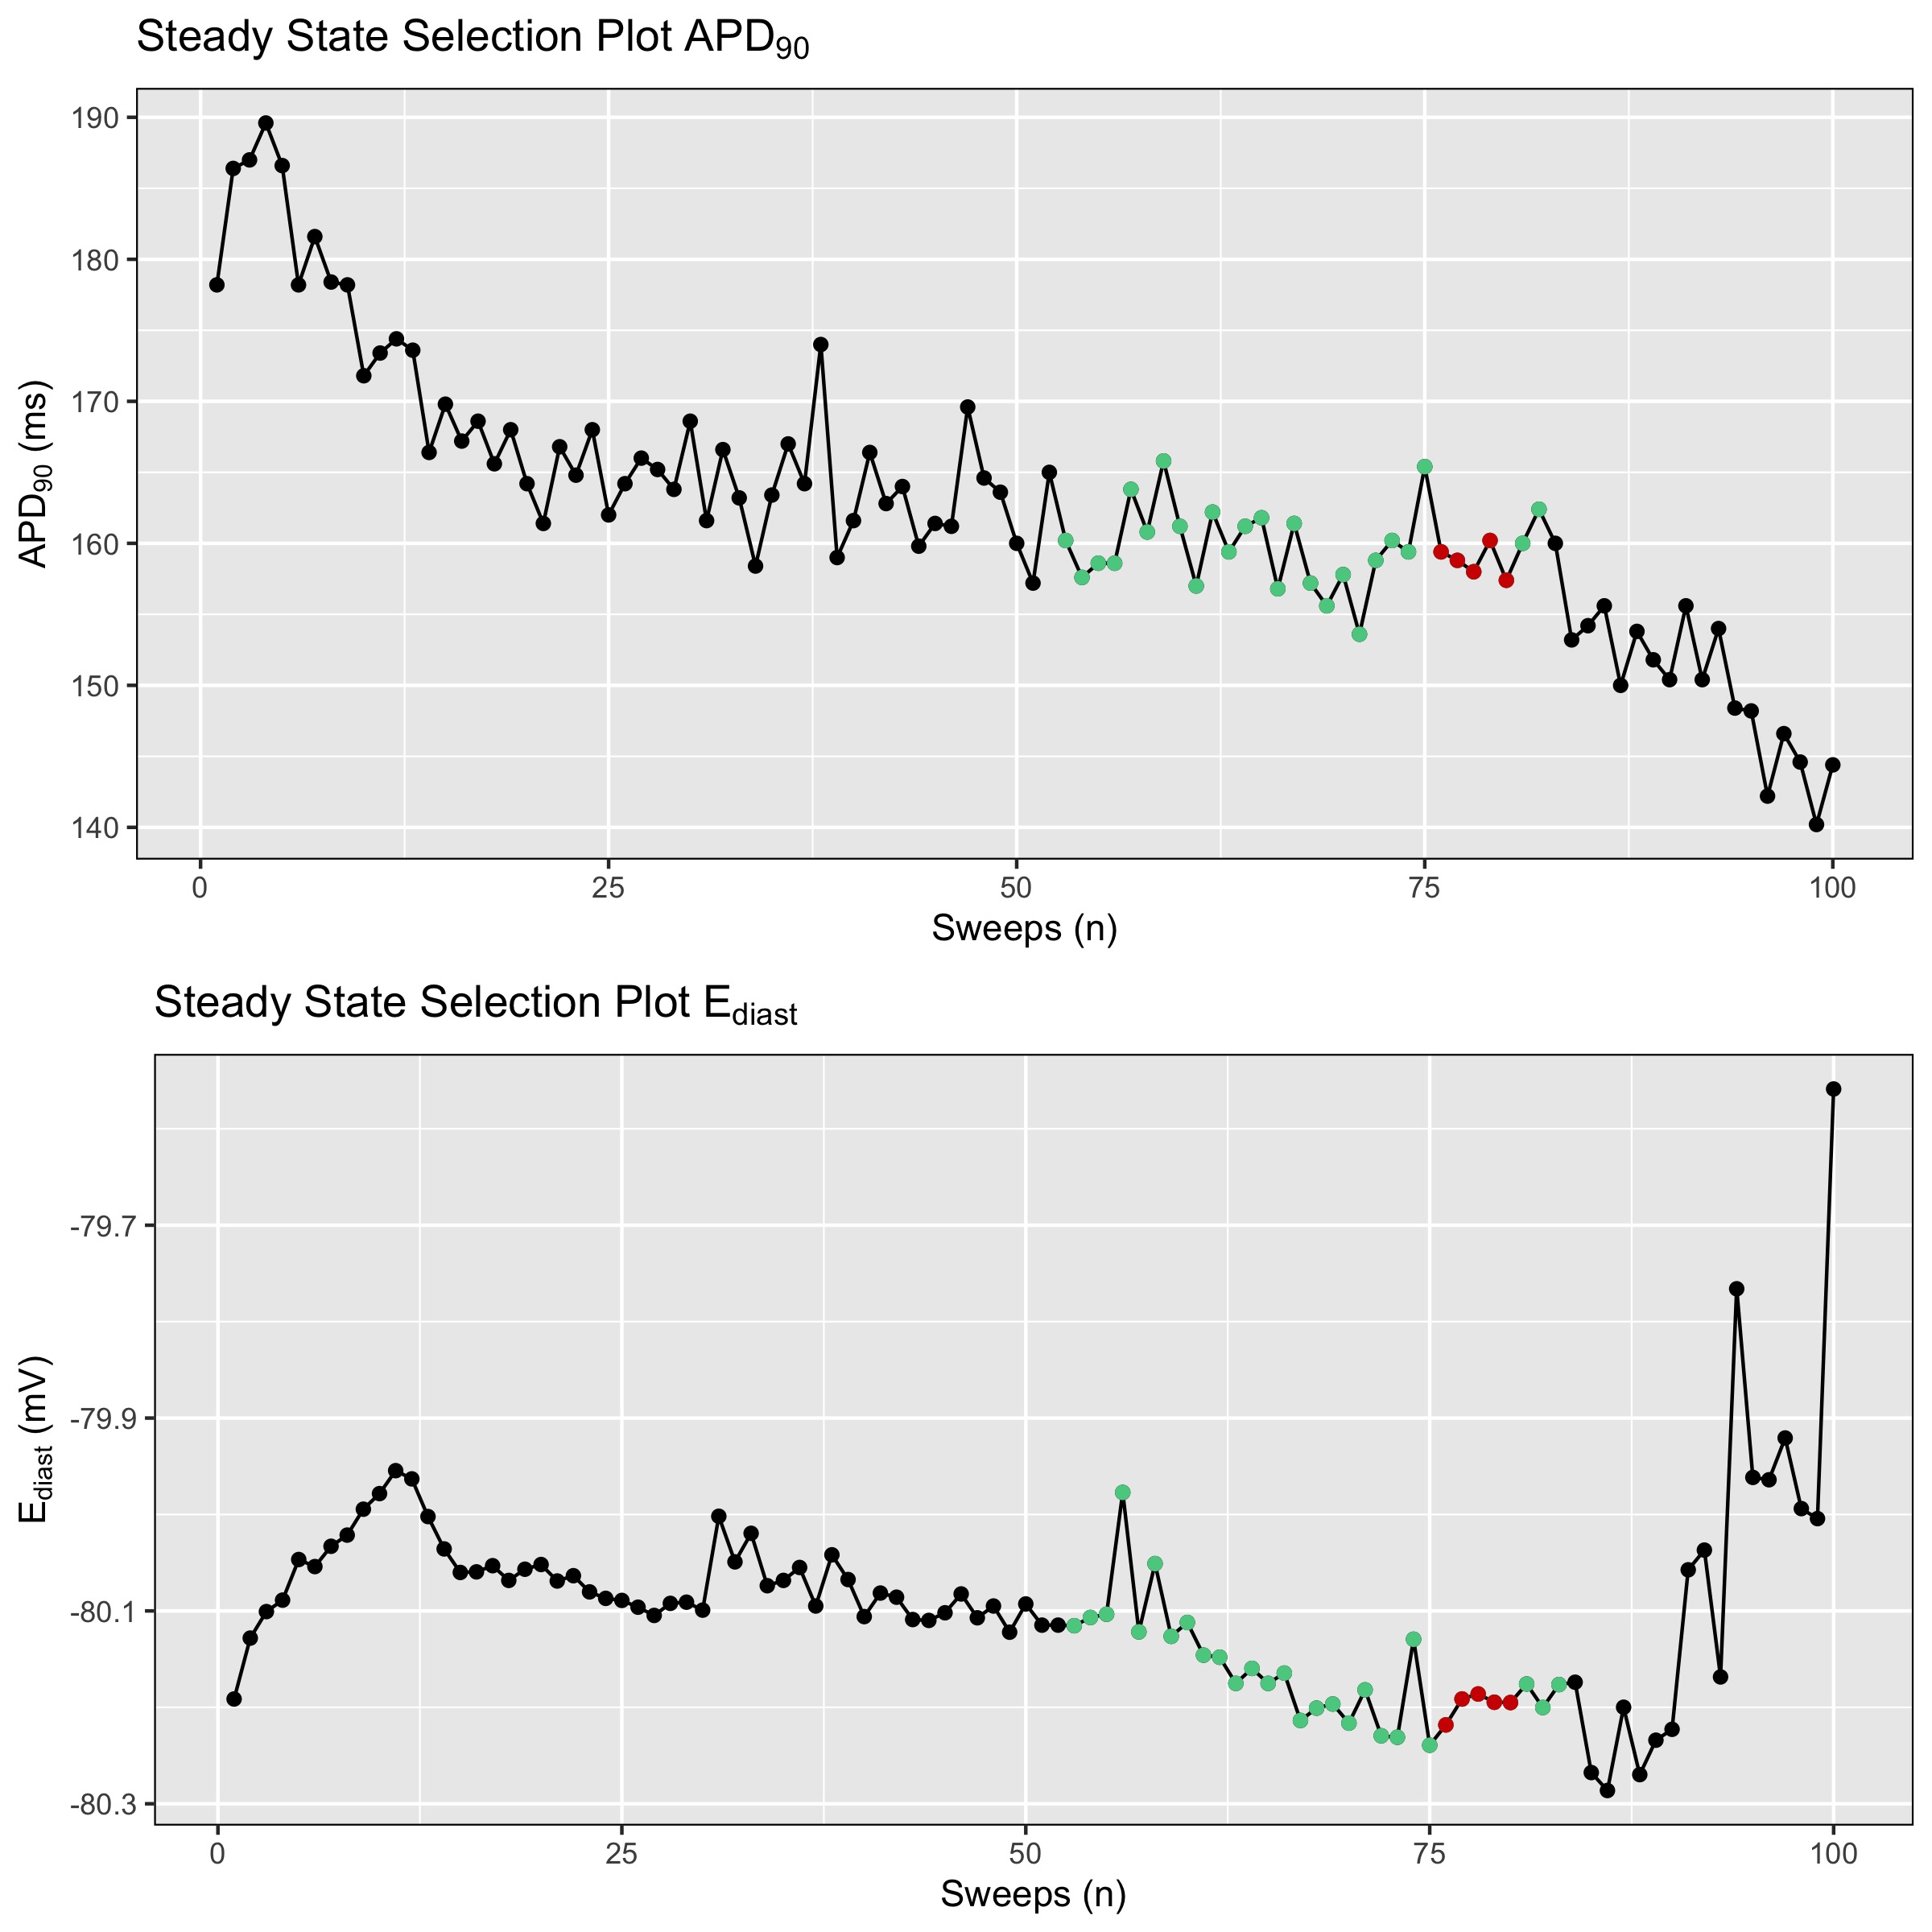 Steady State Selection Plot APD90
190
180
170
160
150
140
APD90 (ms)
0 25 50 75 100
Sweeps (n)
Steady State Selection Plot Ediast
-79.7
-79.9
-80.1
-80.3
Ediast (mV)
0 25 50 75 100
Sweeps (n)